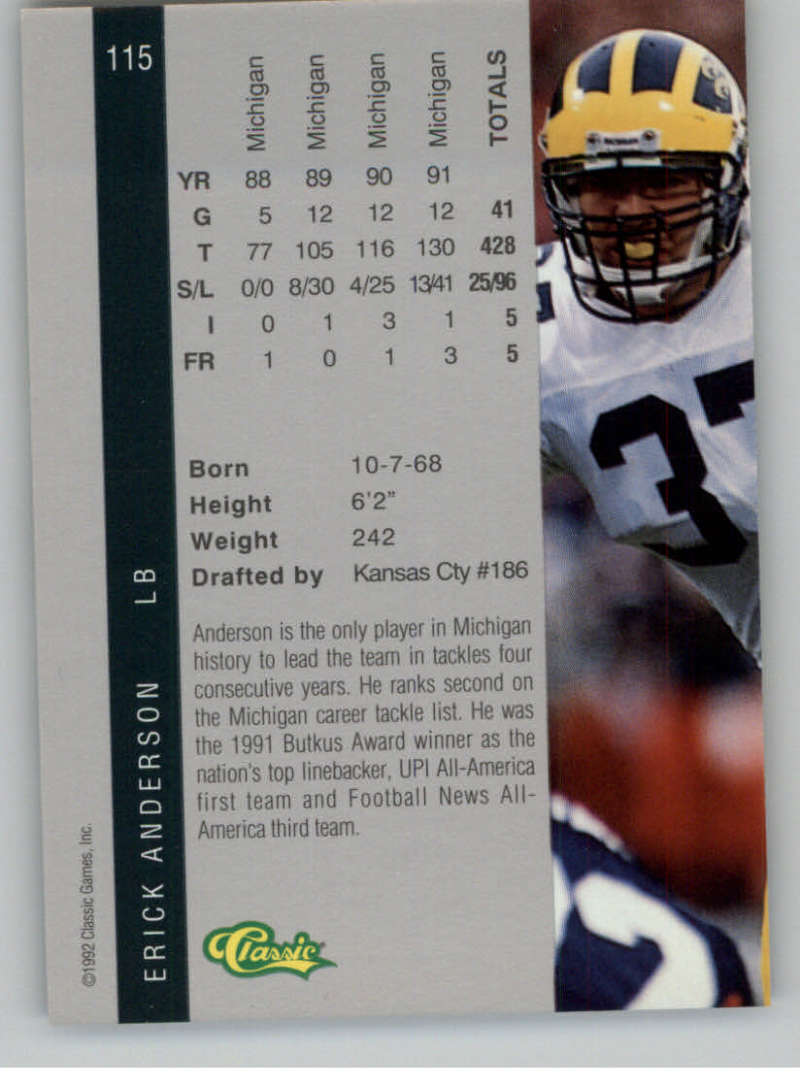 115
Michigan Michigan Michigan Michigan TOTALS
YR 88 89 90 91
G 5 12 12 12 41
T 77 105 116 130 428
S/L 0/0 8/30 4/25 13/41 25/96
I 0 1 3 1 5
FR 1 0 1 3 5
Born 10-7-68
Height 6'2"
Weight 242
Drafted by Kansas Cty #186
Anderson is the only player in Michigan
history to lead the team in tackles four
consecutive years. He ranks second on
the Michigan career tackle list. He was
the 1991 Butkus Award winner as the
nation's top linebacker, UPI All-America
first team and Football News All-
America third team.
Classic
ERICK ANDERSON LB
©1992 Classic Games, Inc.
37